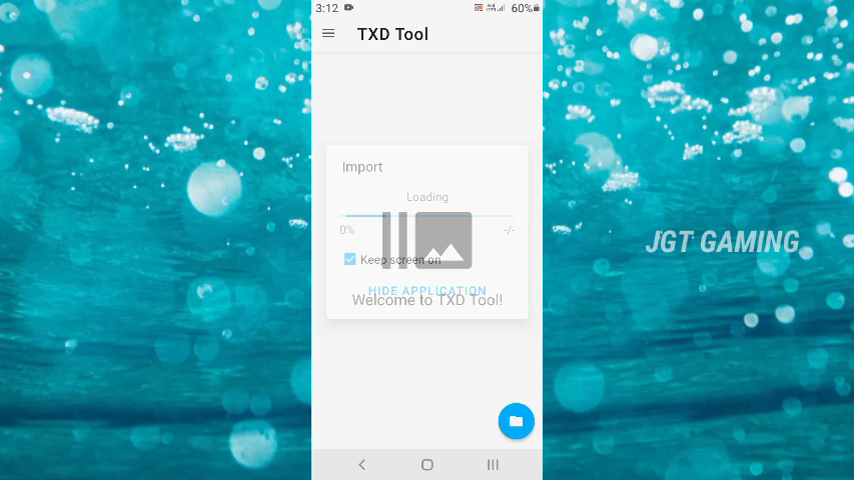 3:12
60%
TXD Tool
Import
Loading
0%
-/-
Keep screen on
HIDE APPLICATION
Welcome to TXD Tool!
JGT GAMING